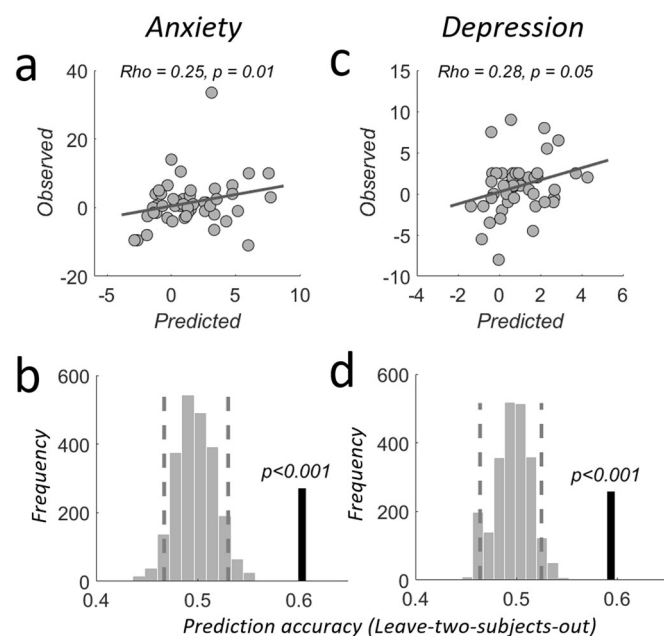 Anxiety
Depression
a
Rho = 0.25, p = 0.01
c
Rho = 0.28, p = 0.05
40
20
0
-20
Observed
-5
0
5
10
Predicted
15
10
5
0
-5
-10
Observed
-4
-2
0
2
4
6
Predicted
b
600
400
200
0
Frequency
p<0.001
0.4
0.5
0.6
d
600
400
200
0
Frequency
p<0.001
0.4
0.5
0.6
Prediction accuracy (Leave-two-subjects-out)